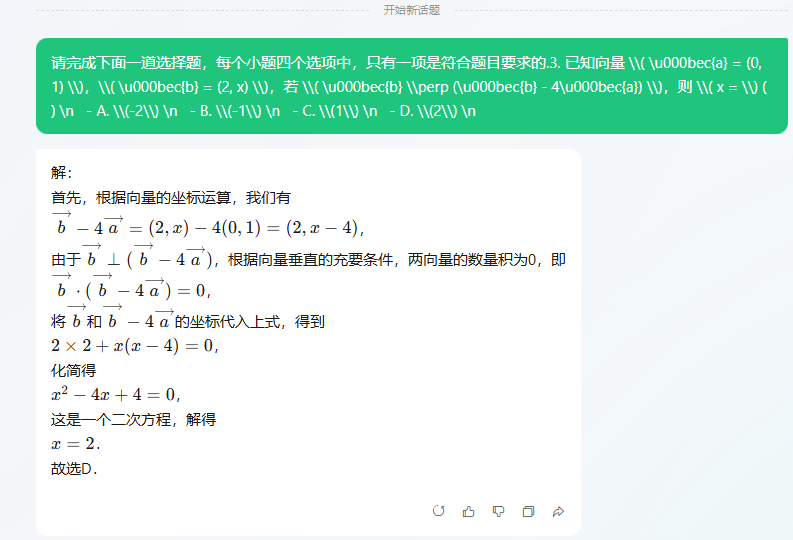 开始新话题
请完成下面一道选择题，每个小题四个选项中，只有一项是符合题目要求的.3. 已知向量 \\( \u000bec{a} = (0,
1) \\)，\\( \u000bec{b} = (2, x) \\)，若 \\( \u000bec{b} \\perp (\u000bec{b} - 4\u000bec{a}) \\)，则 \\( x = \\) (
) \n   - A. \\(-2\\) \n   - B. \\(-1\\) \n   - C. \\(1\\) \n   - D. \\(2\\) \n
解：
首先，根据向量的坐标运算，我们有
$\overrightarrow{b} - 4\overrightarrow{a} = (2, x) - 4(0, 1) = (2, x - 4)$，
由于$\overrightarrow{b} \perp (\overrightarrow{b} - 4\overrightarrow{a})$，根据向量垂直的充要条件，两向量的数量积为0，即
$\overrightarrow{b} \cdot (\overrightarrow{b} - 4\overrightarrow{a}) = 0$，
将$\overrightarrow{b}$和$\overrightarrow{b} - 4\overrightarrow{a}$的坐标代入上式，得到
$2 \times 2 + x(x - 4) = 0$，
化简得
$x^2 - 4x + 4 = 0$，
这是一个二次方程，解得
$x = 2$．
故选D．